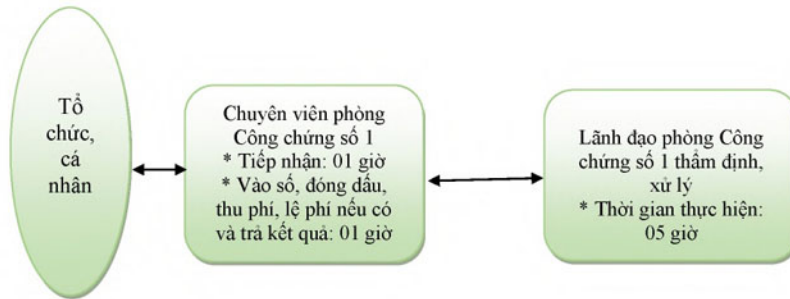 Tổ
chức,
cá
nhân
Chuyên viên phòng
Công chứng số 1
* Tiếp nhận: 01 giờ
* Vào số, đóng dấu,
thu phí, lệ phí nếu có
và trả kết quả: 01 giờ
Lãnh đạo phòng Công
chứng số 1 thẩm định,
xử lý
* Thời gian thực hiện:
05 giờ